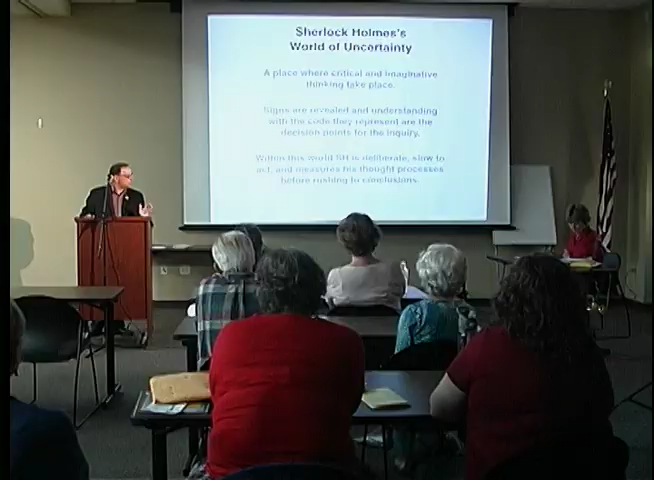 Sherlock Holmes's
World of Uncertainty
A place where critical and imaginative
thinking take place.
Signs are revealed and understanding
with the code they represent are the
decision points for the inquiry.
Within this world SH is deliberate, slow to
act, and measures his thought processes
before rushing to conclusions.